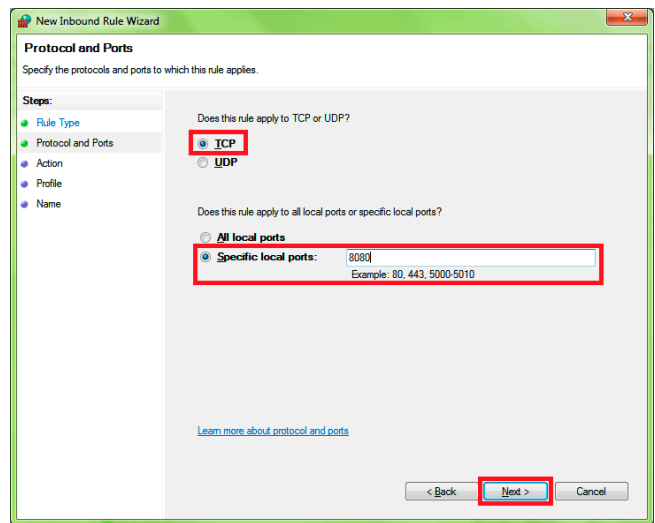 New Inbound Rule Wizard
Protocol and Ports
Specify the protocols and ports to which this rule applies.
Steps:
Rule Type
Protocol and Ports
Action
Profile
Name
Does this rule apply to TCP or UDP?
TCP
UDP
Does this rule apply to all local ports or specific local ports?
All local ports
Specific local ports: 8080
Example: 80, 443, 5000-5010
Learn more about protocol and ports
< Back Next > Cancel